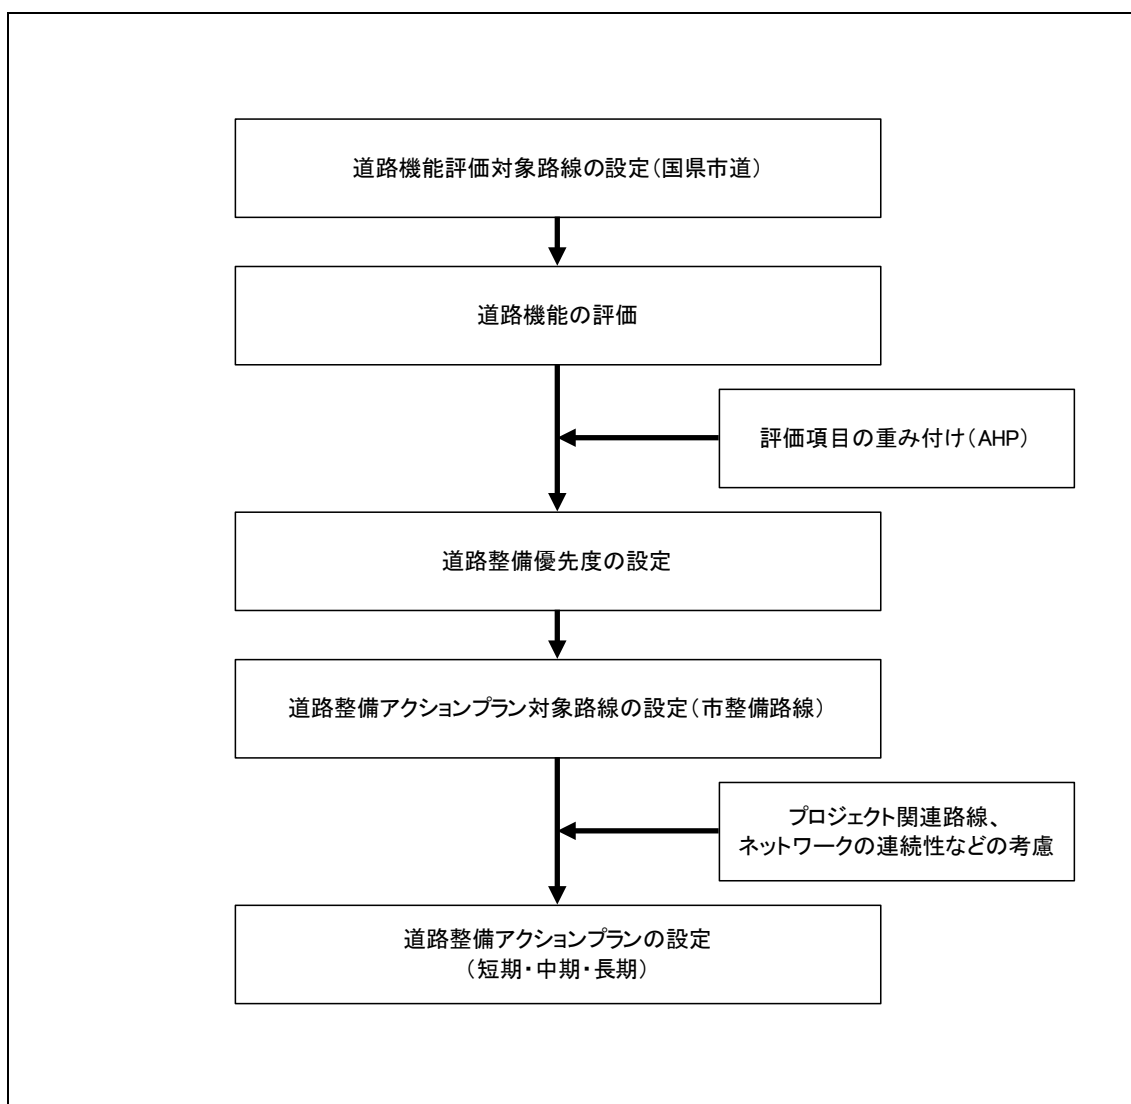 道路機能評価対象路線の設定（国県市道）
道路機能の評価
評価項目の重み付け（AHP）
道路整備優先度の設定
道路整備アクションプラン対象路線の設定（市整備路線）
プロジェクト関連路線、
ネットワークの連続性などの考慮
道路整備アクションプランの設定
（短期・中期・長期）